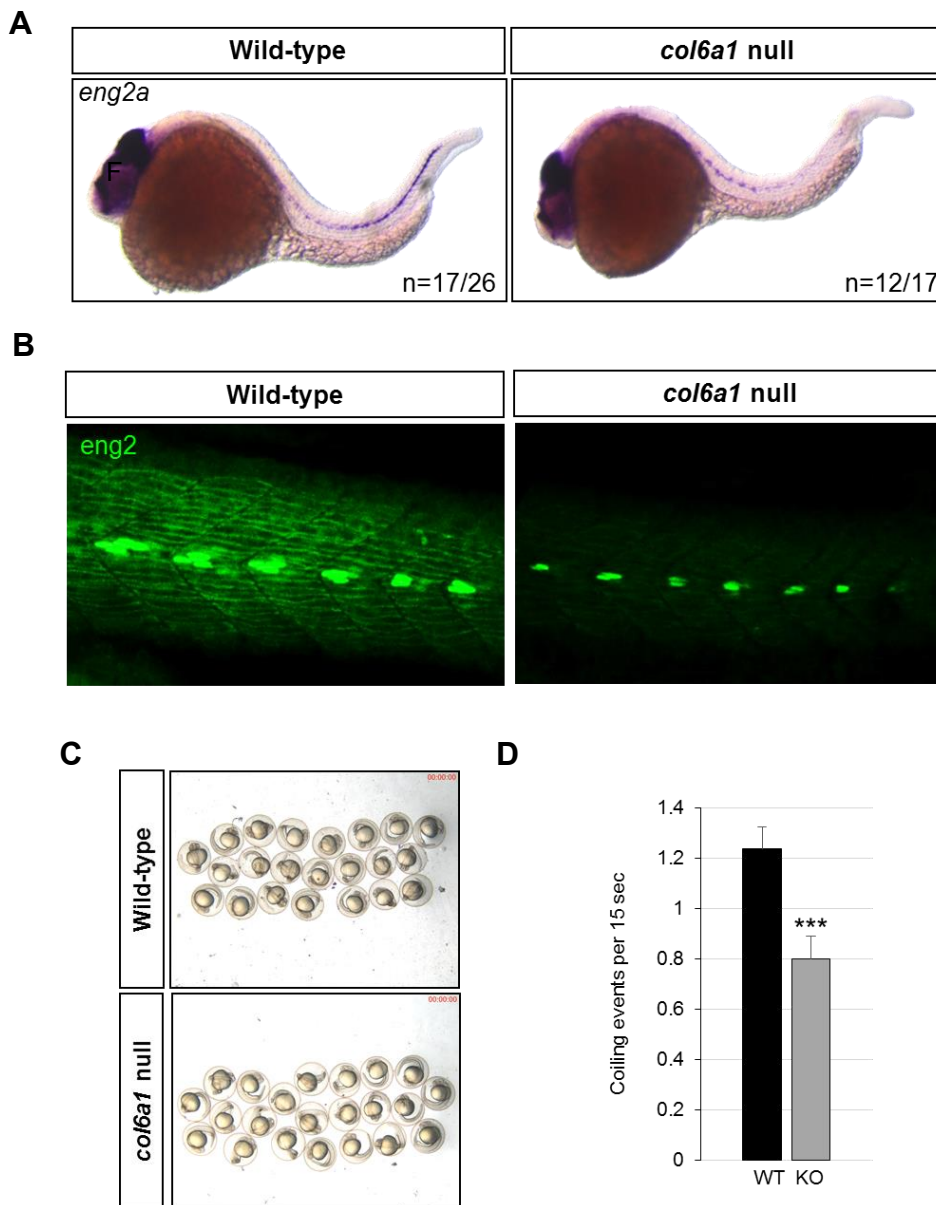 A
Wild-type
col6a1 null
eng2a
F
n=17/26
n=12/17
B
Wild-type
col6a1 null
eng2
C
Wild-type
00:00:00
col6a1 null
00:00:00
D
Coiling events per 15 sec
1.4
1.2
1
0.8
0.6
0.4
0.2
0
***
WT KO